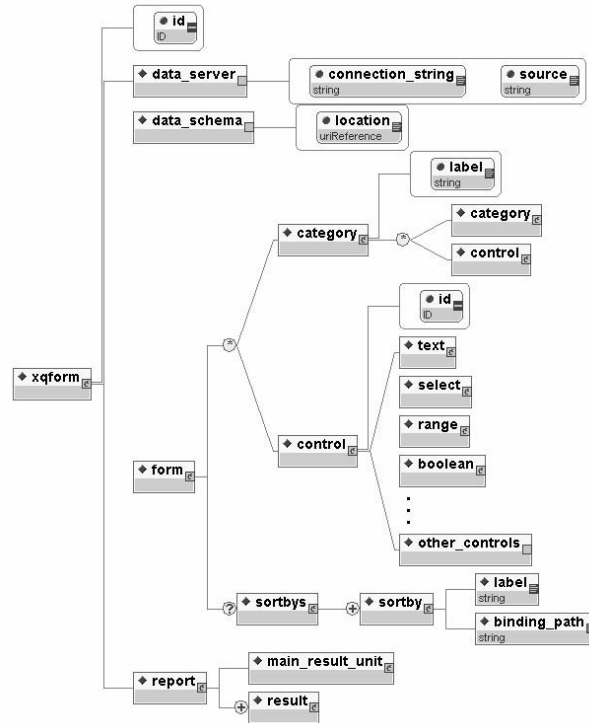 id
ID
data_server
connection_string
string
source
string
data_schema
location
uriReference
label
string
category
*
category
control
id
ID
text
select
range
boolean
control
other_controls
*
xqform
form
?
sortbys
+
sortby
label
string
binding_path
string
report
main_result_unit
+
result